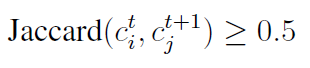 Jaccard(c_i^t, c_j^{t+1}) ≥ 0.5